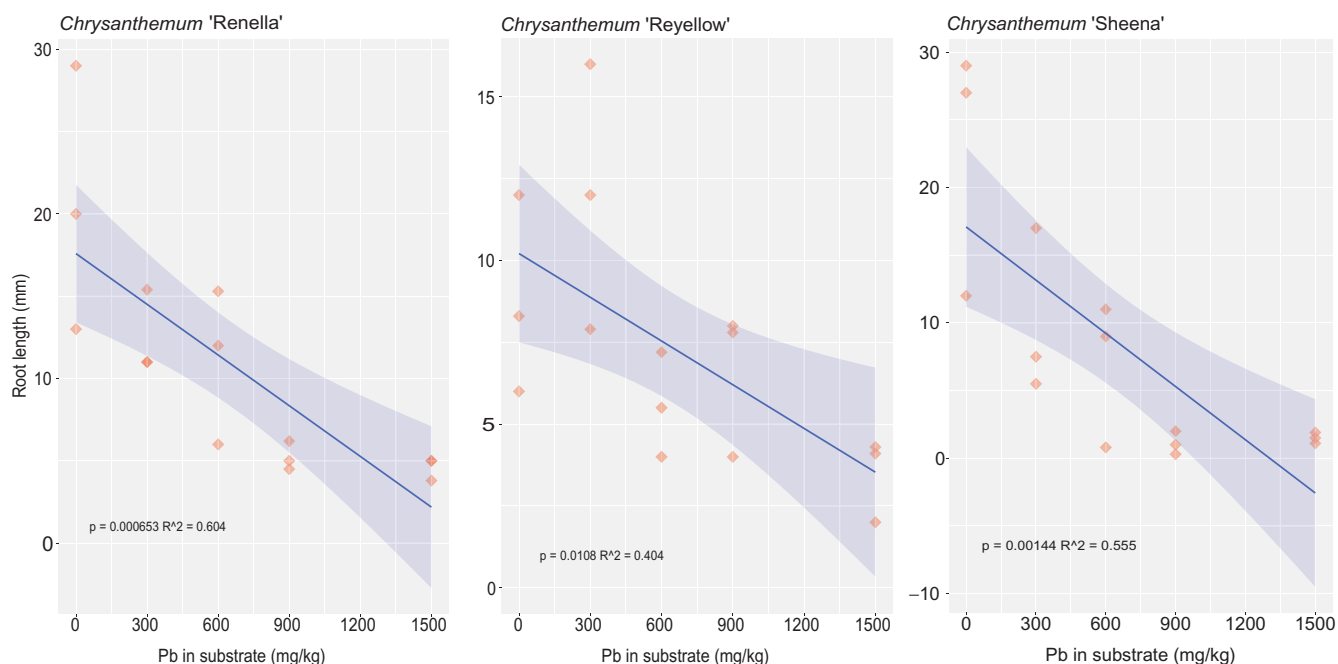 Chrysanthemum 'Renella'
Chrysanthemum 'Reyellow'
Chrysanthemum 'Sheena'
Root length (mm)
30
20
10
0
p = 0.000653 R^2 = 0.604
0 300 600 900 1200 1500
Pb in substrate (mg/kg)
15
10
5
0
p = 0.0108 R^2 = 0.404
0 300 600 900 1200 1500
Pb in substrate (mg/kg)
30
20
10
0
−10
p = 0.00144 R^2 = 0.555
0 300 600 900 1200 1500
Pb in substrate (mg/kg)